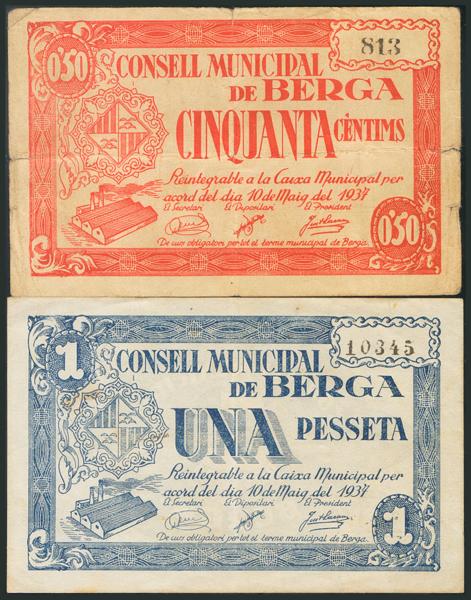 0'50
813
CONSELL MUNICIPAL
DE BERGA
CINQUANTA CÈNTIMS
Reintegrable a la Caixa Municipal per
acord del dia 10 de Maig del 1937
El Secretari El Dipositari El President
0'50
De curs obligatori per tot el terme municipal de Berga.
1
10345
CONSELL MUNICIPAL
DE BERGA
UNA PESSETA
Reintegrable a la Caixa Municipal per
acord del dia 10 de Maig del 1937
El Secretari El Dipositari El President
1
De curs obligatori per tot el terme municipal de Berga.